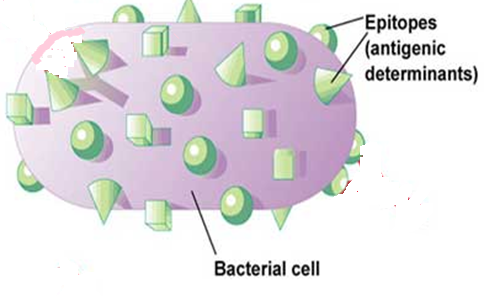 Epitopes
(antigenic
determinants)
Bacterial cell